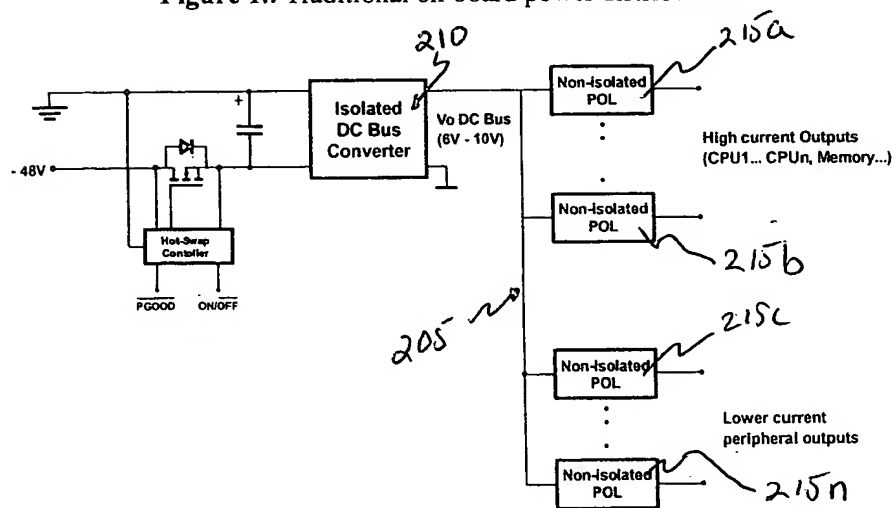 Figure 1.: Traditional on-board power
210
215a
Non-isolated
POL
Isolated
DC Bus
Converter
Vo DC Bus
(6V - 10V)
+
High current Outputs
(CPU1... CPUn, Memory...)
- 48V
Non-isolated
POL
Hot-Swap
Contoller
215b
PGOOD ON/OFF
205
215c
Non-isolated
POL
Lower current
peripheral outputs
Non-isolated
POL
215n